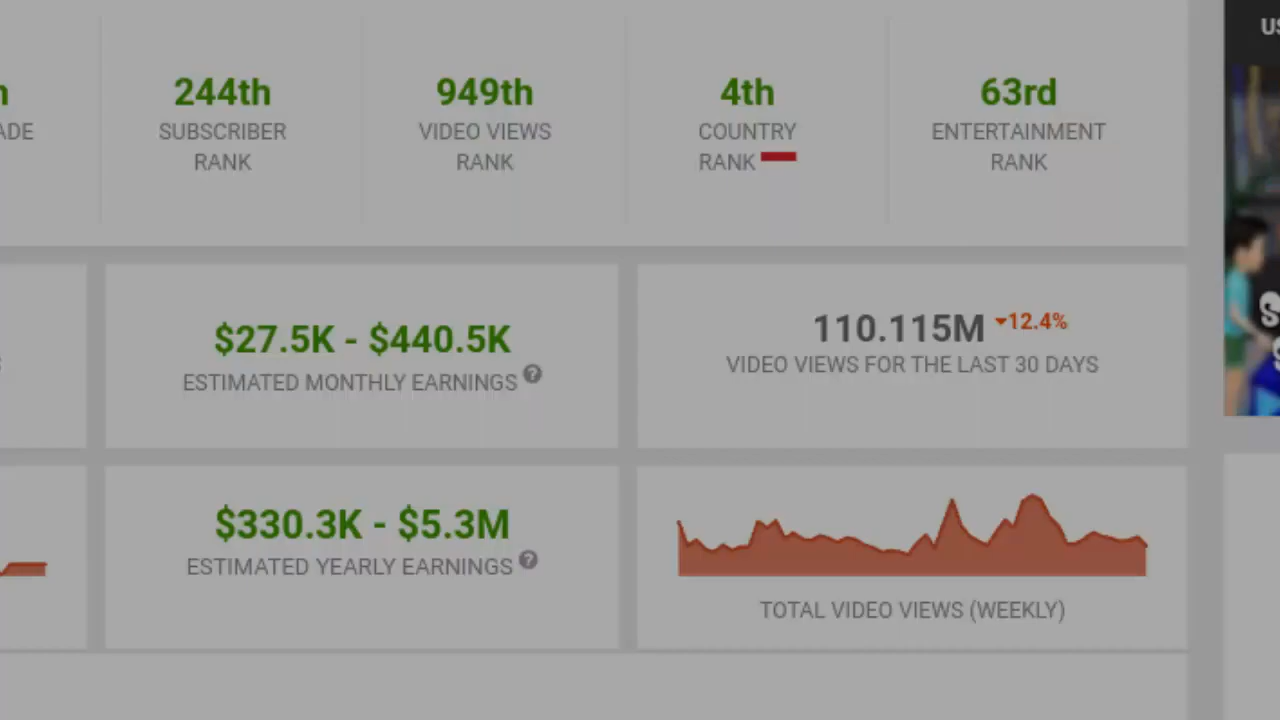 US
244th
949th
4th
63rd
ADE
SUBSCRIBER
RANK
VIDEO VIEWS
RANK
COUNTRY
RANK
ENTERTAINMENT
RANK
$27.5K - $440.5K
ESTIMATED MONTHLY EARNINGS ?
110.115M 12.4%
VIDEO VIEWS FOR THE LAST 30 DAYS
$330.3K - $5.3M
ESTIMATED YEARLY EARNINGS ?
TOTAL VIDEO VIEWS (WEEKLY)